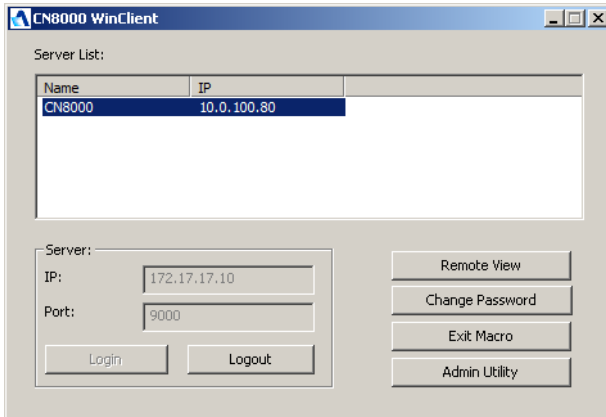 CN8000 WinClient
Server List:
Name IP
CN8000 10.0.100.80
Server:
IP: 172.17.17.10
Port: 9000
Login Logout
Remote View
Change Password
Exit Macro
Admin Utility